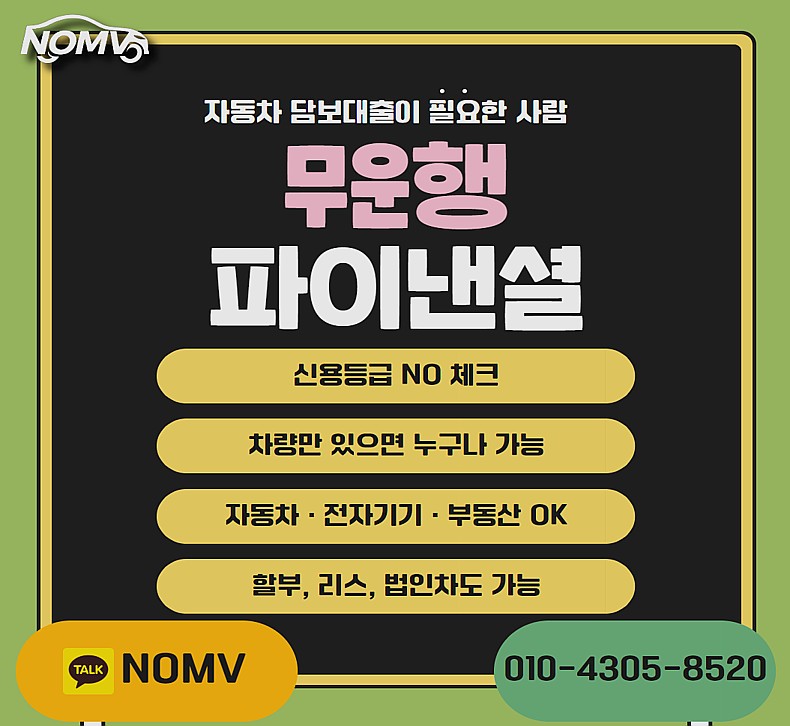 NOMV
자동차 담보대출이 필요한 사람
무운행
파이낸셜
신용등급 NO 체크
차량만 있으면 누구나 가능
자동차 · 전자기기 · 부동산 OK
할부, 리스, 법인차도 가능
TALK NOMV
010-4305-8520